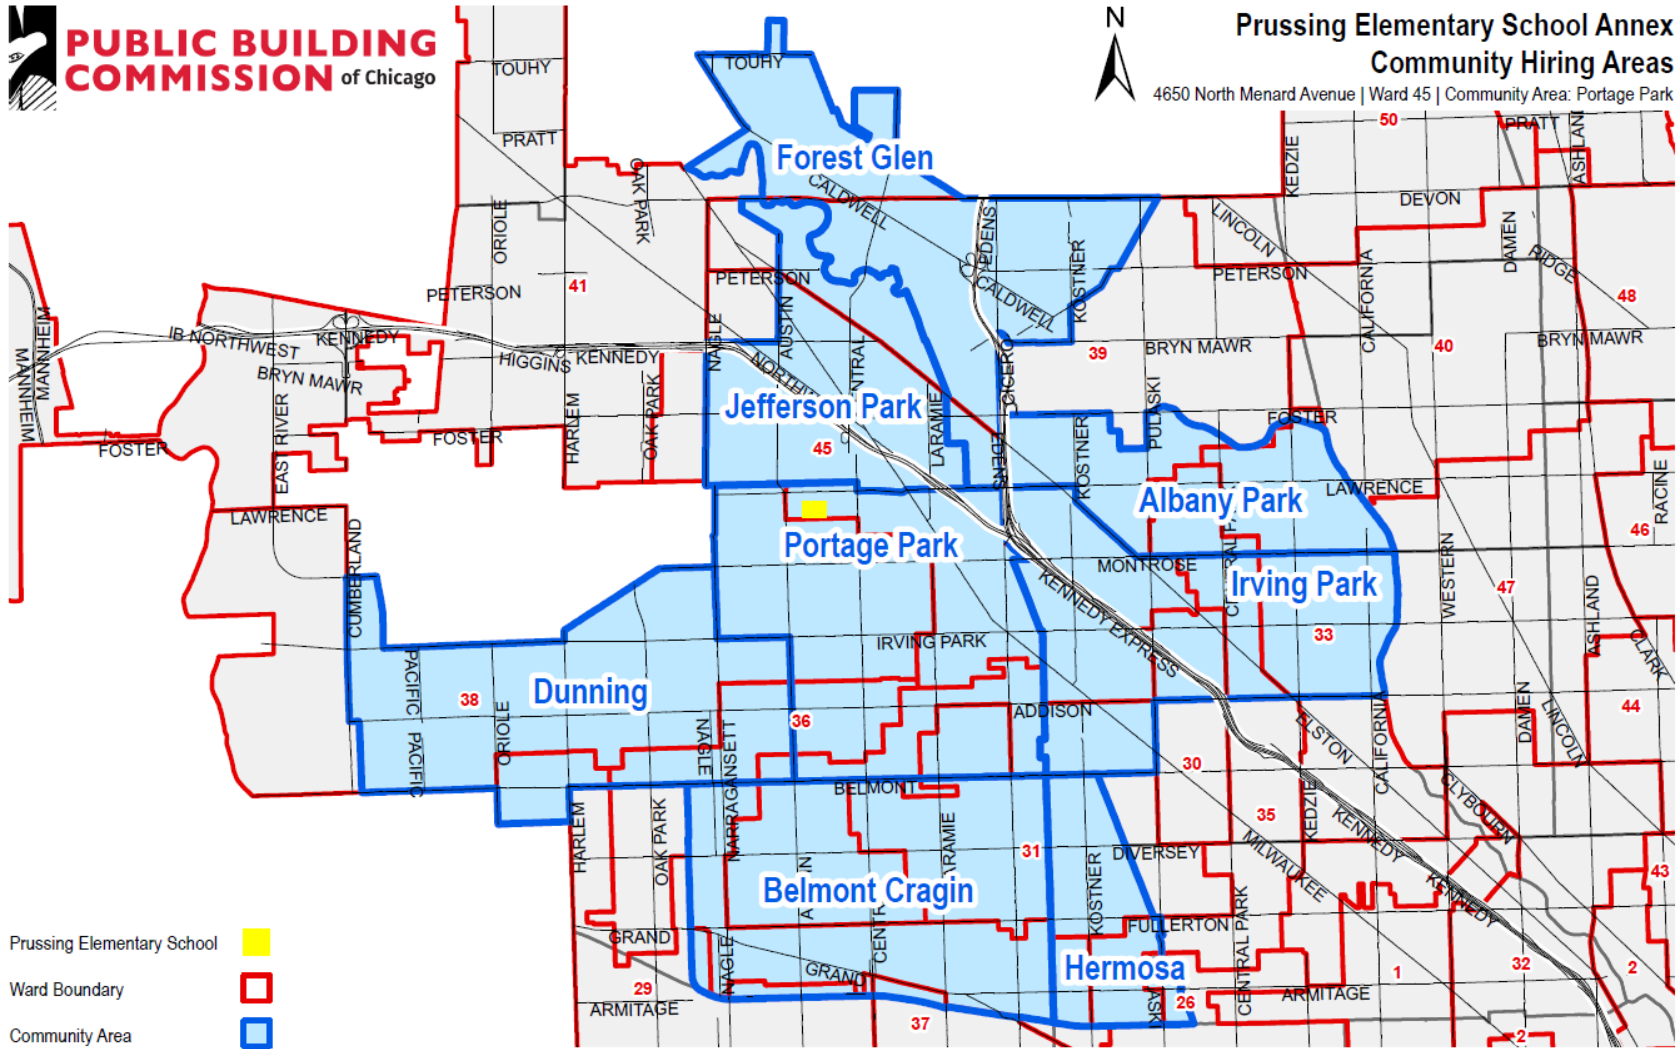 PUBLIC BUILDING
COMMISSION of Chicago
N
Prussing Elementary School Annex
Community Hiring Areas
4650 North Menard Avenue | Ward 45 | Community Area: Portage Park
TOUHY
TOUHY
PRATT
50
PRATT
ASHLAND
Forest Glen
OAK PARK
KEDZIE
CALDWELL
DEVON
ORIOLE
EDENS
LINCOLN
DAMEN
RIDGE
KOSTNER
PETERSON
41
PETERSON
CALDWELL
PETERSON
CALIFORNIA
48
MANNHEIM
MANNHEIM
IB NORTHWEST
KENNEDY
HIGGINS
KENNEDY
NAGLE
AUSTIN
BRYN MAWR
39
BRYN MAWR
40
BRYN MAWR
CICERO
Jefferson Park
45
LARAMIE
EDENS
FOSTER
EAST RIVER
FOSTER
HARLEM
OAK PARK
KOSTNER
PULASKI
FOSTER
LAWRENCE
CUMBERLAND
Albany Park
LAWRENCE
46
RACINE
Portage Park
MONTROSE
Irving Park
WESTERN
47
ASHLAND
KENNEDY EXPRESS
33
CLARK
IRVING PARK
PACIFIC
38
Dunning
36
ADDISON
44
ORIOLE
PACIFIC
NAGLE
NARRAGANSETT
ELSTON
CALIFORNIA
DAMEN
LINCOLN
30
BELMONT
CLYBOURN
HARLEM
OAK PARK
35
KEDZIE
KENNEDY
31
DIVERSEY
MILWAUKEE
KOSTNER
43
Belmont Cragin
KENNEDY
FULLERTON
CENTRAL PARK
GRAND
NAGLE
GRAND
Hermosa
29
26
1
32
2
ARMITAGE
ARMITAGE
37
2
Prussing Elementary School
Ward Boundary
Community Area